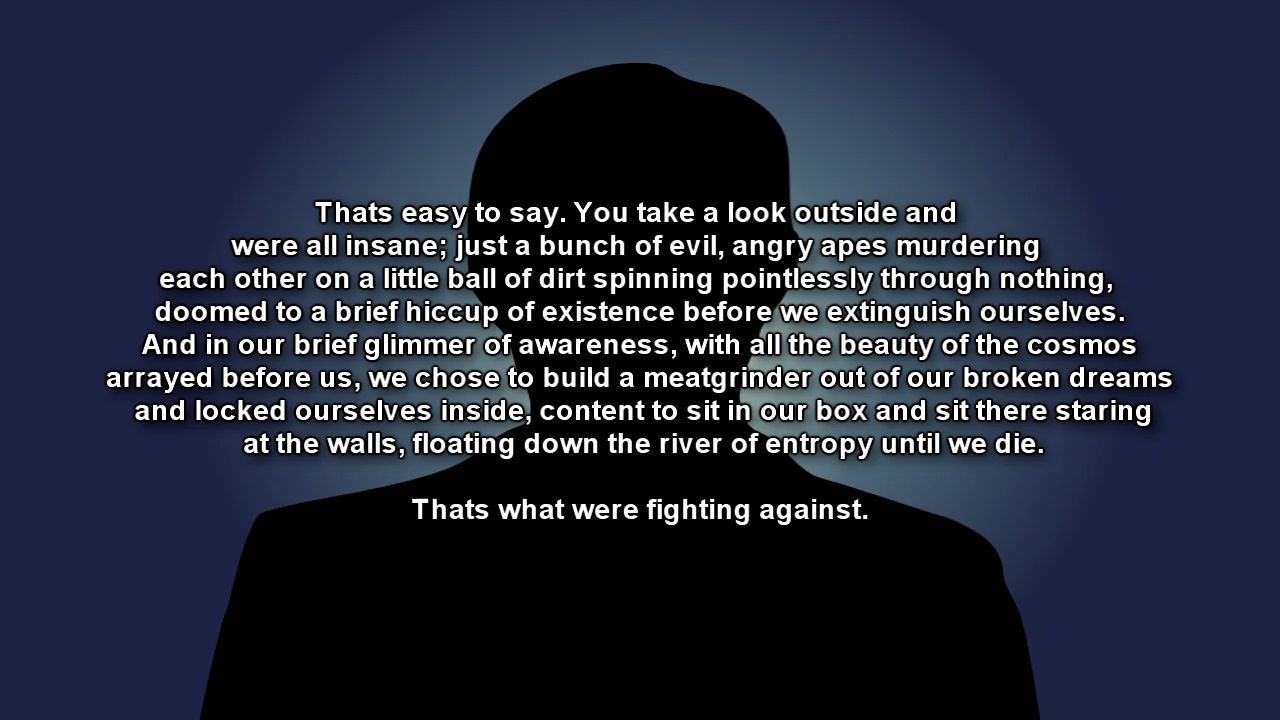 Thats easy to say. You take a look outside and
were all insane; just a bunch of evil, angry apes murdering
each other on a little ball of dirt spinning pointlessly through nothing,
doomed to a brief hiccup of existence before we extinguish ourselves.
And in our brief glimmer of awareness, with all the beauty of the cosmos
arrayed before us, we chose to build a meatgrinder out of our broken dreams
and locked ourselves inside, content to sit in our box and sit there staring
at the walls, floating down the river of entropy until we die.
Thats what were fighting against.